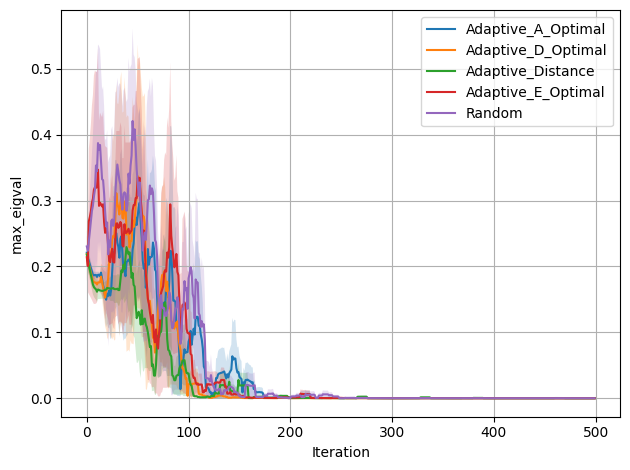 Adaptive_A_Optimal
Adaptive_D_Optimal
Adaptive_Distance
Adaptive_E_Optimal
Random
max_eigval
0.5
0.4
0.3
0.2
0.1
0.0
0 100 200 300 400 500
Iteration